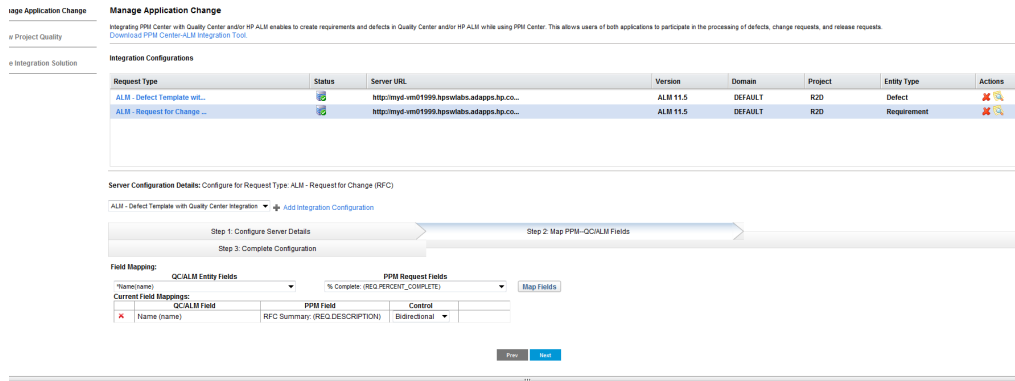 age Application Change
Manage Application Change
Integrating PPM Center with Quality Center and/or HP ALM enables to create requirements and defects in Quality Center and/or HP ALM while using PPM Center. This allows users of both applications to participate in the processing of defects, change requests, and release requests.
w Project Quality
Download PPM Center-ALM Integration Tool.
e Integration Solution
Integration Configurations
Request Type Status Server URL Version Domain Project Entity Type Actions
ALM - Defect Template wit... http://myd-vm01999.hpswlabs.adapps.hp.co... ALM 11.5 DEFAULT R2D Defect
ALM - Request for Change ... http://myd-vm01999.hpswlabs.adapps.hp.co... ALM 11.5 DEFAULT R2D Requirement
Server Configuration Details: Configure for Request Type: ALM - Request for Change (RFC)
ALM - Defect Template with Quality Center Integration Add Integration Configuration
Step 1: Configure Server Details Step 2: Map PPM--QC/ALM Fields
Step 3: Complete Configuration
Field Mapping:
QC/ALM Entity Fields PPM Request Fields
*Name(name) % Complete: (REQ.PERCENT_COMPLETE) Map Fields
Current Field Mappings:
QC/ALM Field PPM Field Control
Name (name) RFC Summary: (REQ.DESCRIPTION) Bidirectional
Prev Next